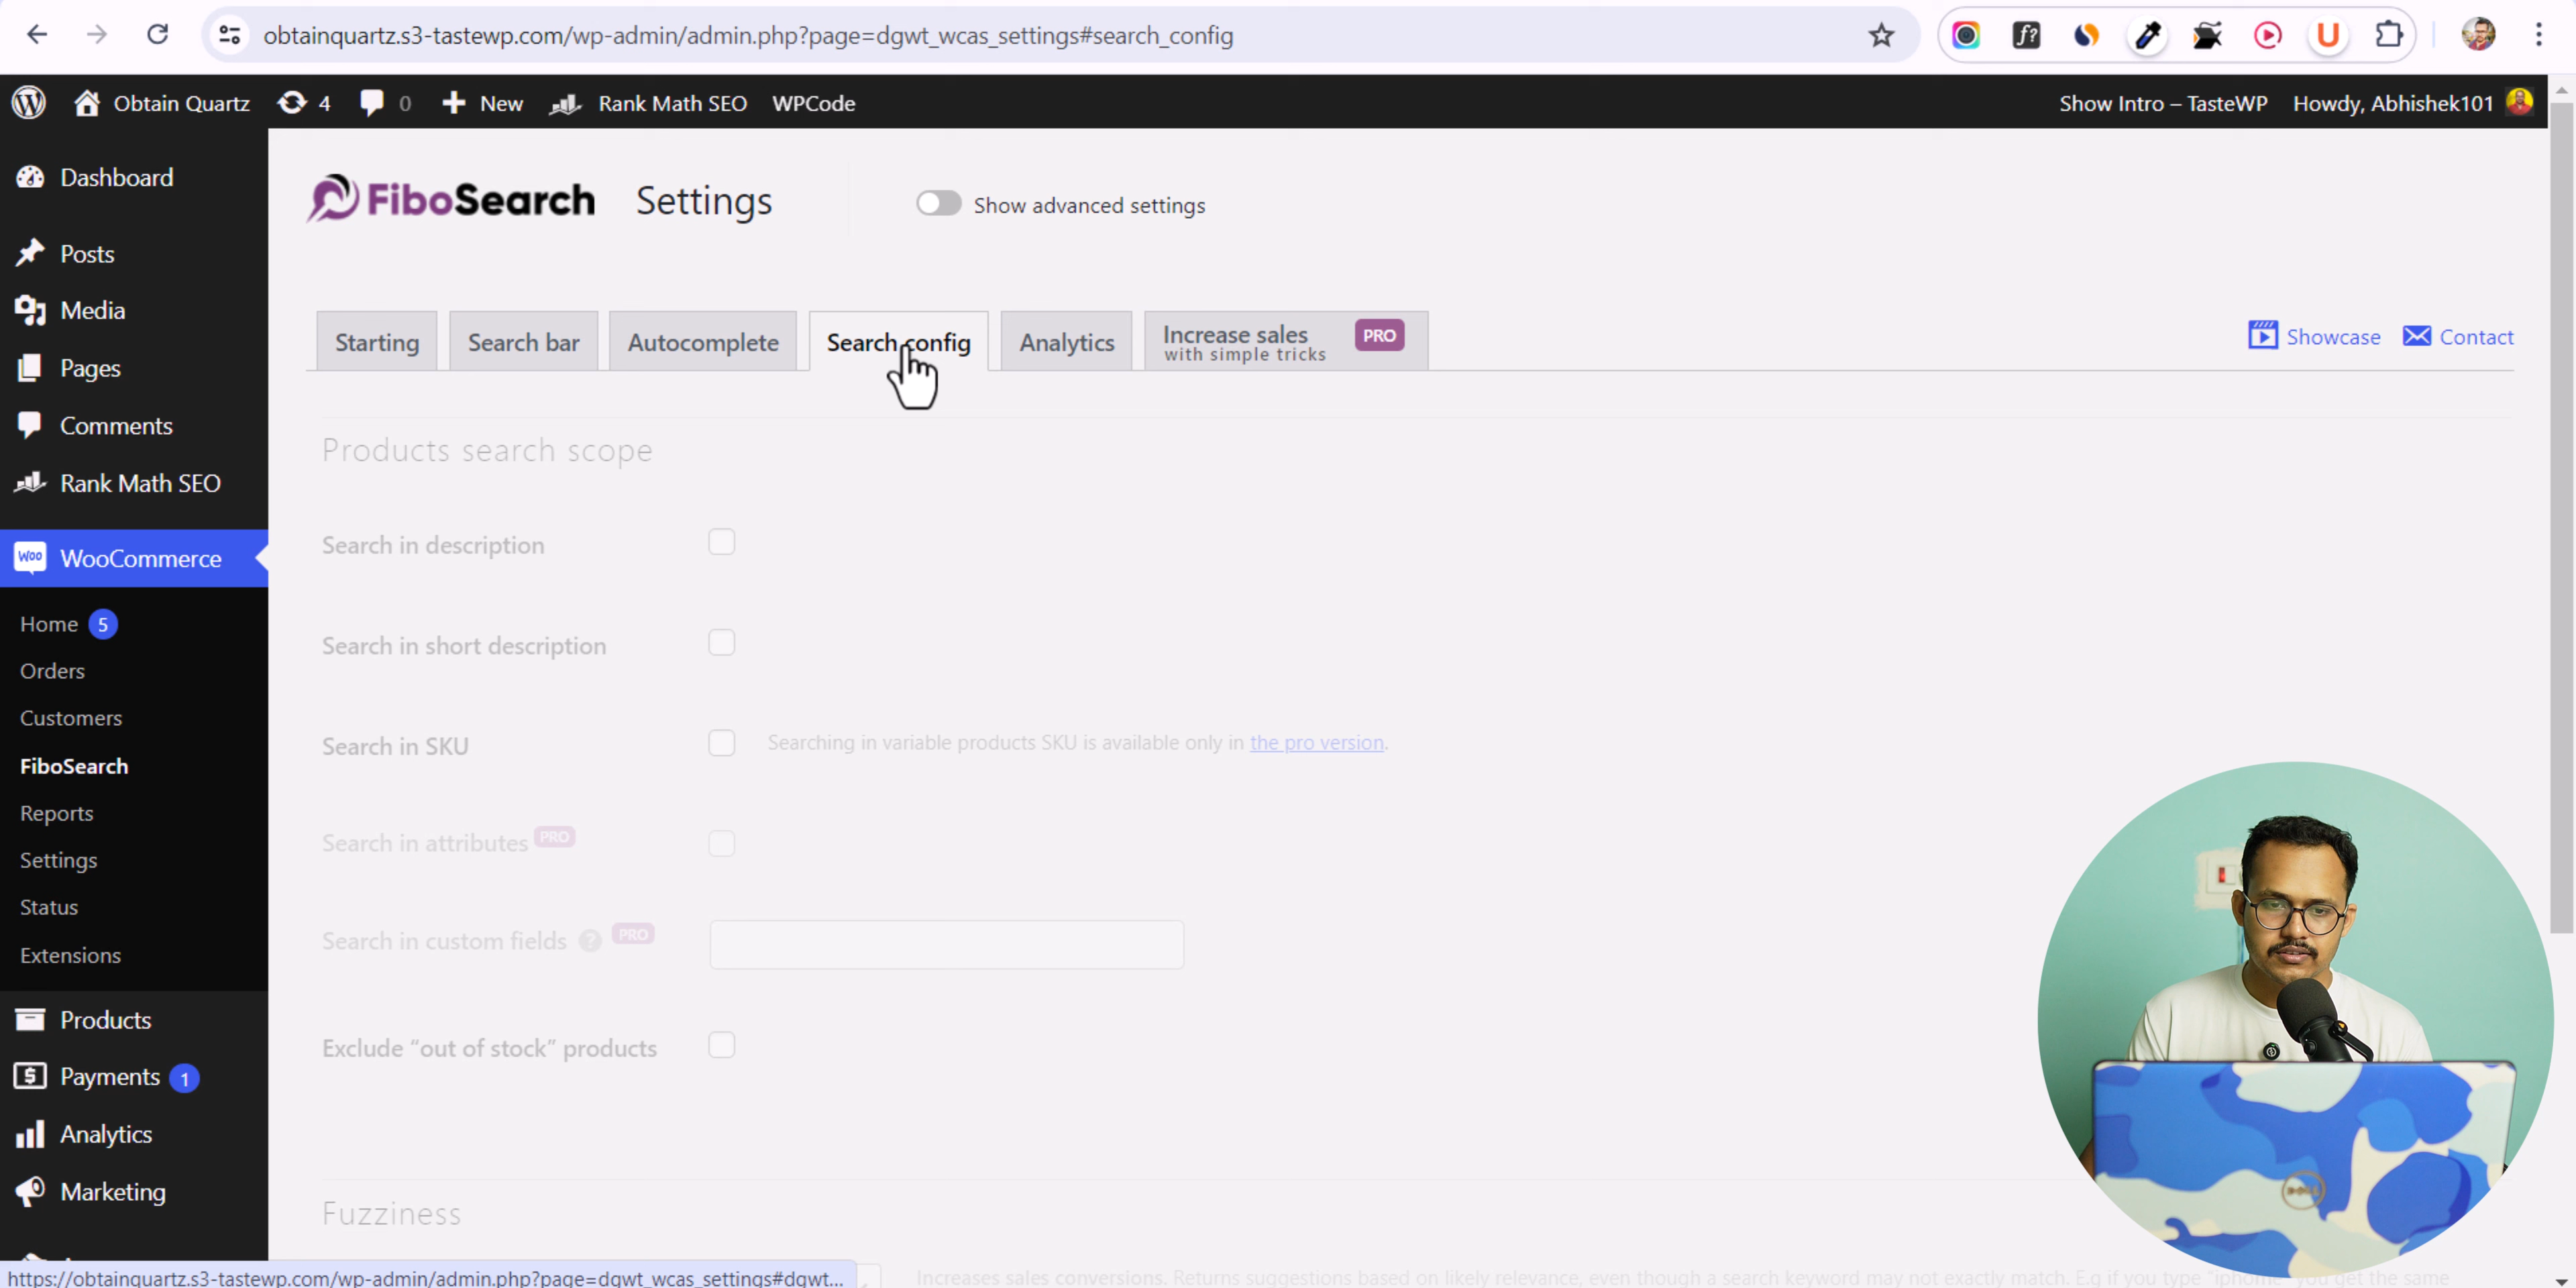 obtainquartz.s3-tastewp.com/wp-admin/admin.php?page=dgwt_wcas_settings#search_config
Obtain Quartz 4 0 New Rank Math SEO WPCode Show Intro – TasteWP Howdy, Abhishek101
Dashboard
Posts
Media
Pages
Comments
Rank Math SEO
WooCommerce
Home 5
Orders
Customers
FiboSearch
Reports
Settings
Status
Extensions
Products
Payments 1
Analytics
Marketing
FiboSearch Settings Show advanced settings
Starting Search bar Autocomplete Search config Analytics Increase sales with simple tricks PRO Showcase Contact
Products search scope
Search in description
Search in short description
Search in SKU Searching in variable products SKU is available only in the pro version.
Search in attributes PRO
Search in custom fields ? PRO
Exclude “out of stock” products
Fuzziness
Increases sales conversions. Returns suggestions based on likely relevance, even though a search keyword may not exactly match. E.g if you type “iphone” you get the same
https://obtainquartz.s3-tastewp.com/wp-admin/admin.php?page=dgwt_wcas_settings#dgwt...
DELL